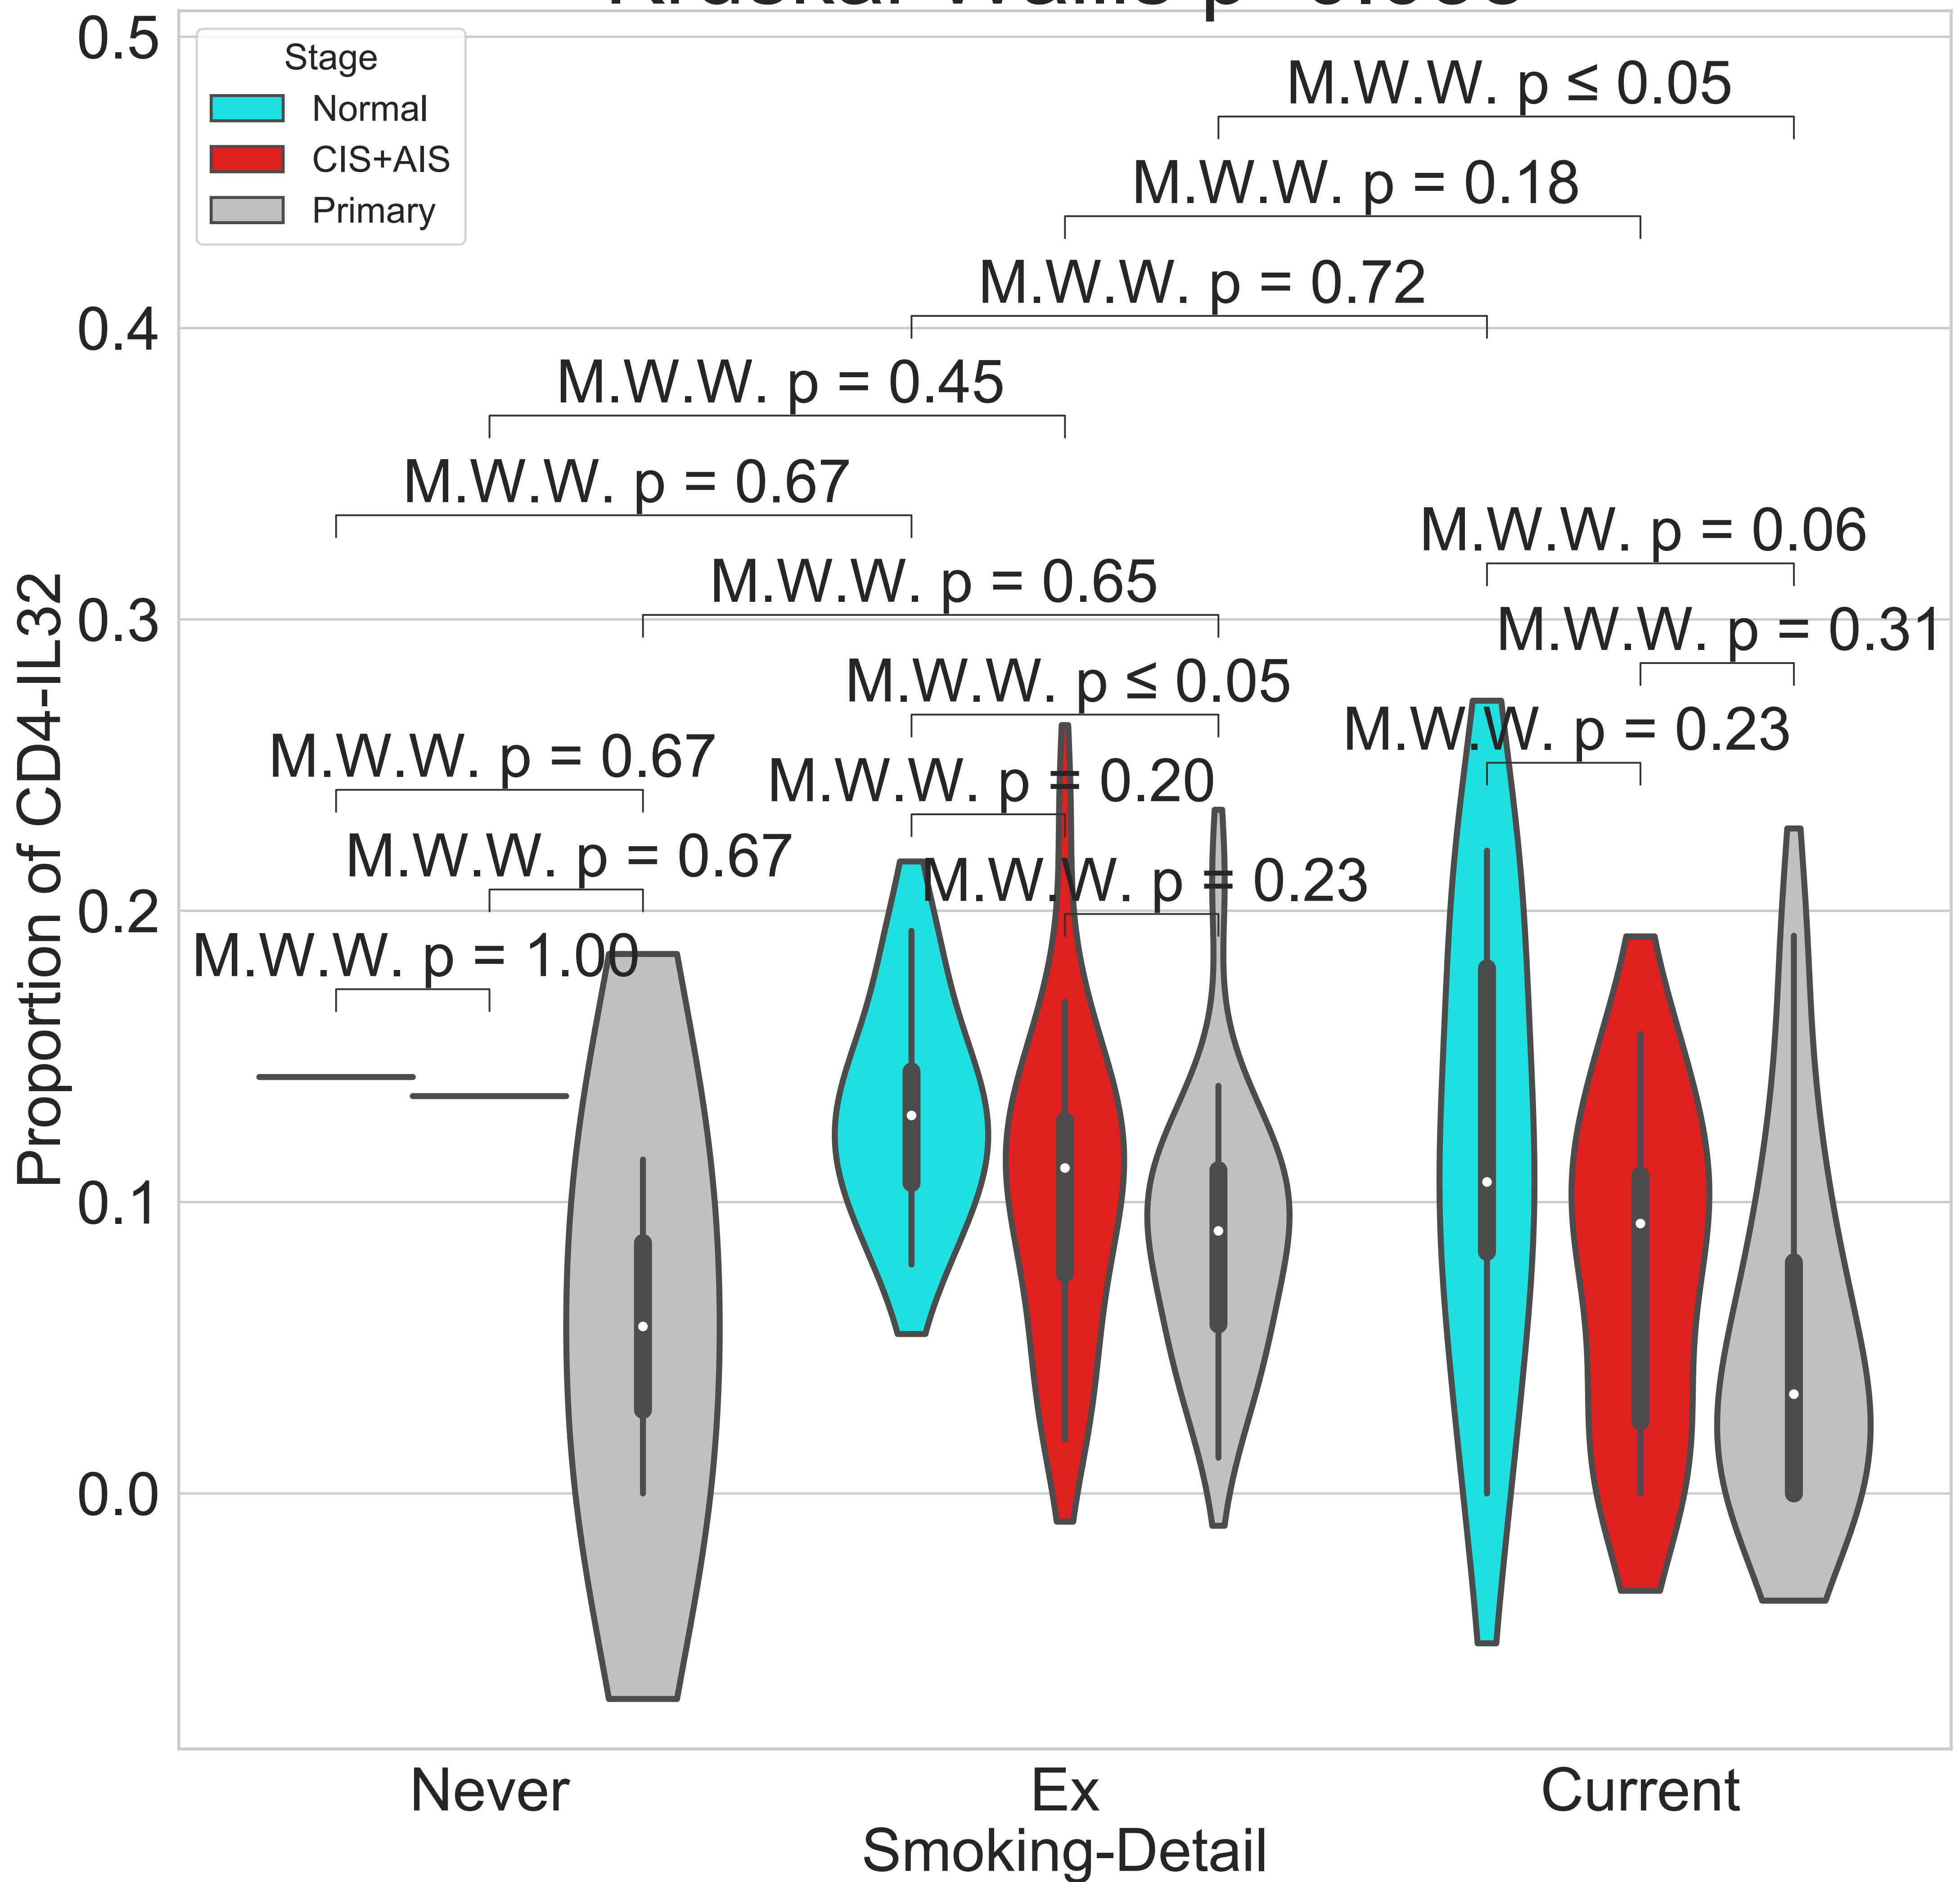 0.5
Stage
Normal
CIS+AIS
Primary
M.W.W. p ≤ 0.05
M.W.W. p = 0.18
M.W.W. p = 0.72
0.4
M.W.W. p = 0.45
M.W.W. p = 0.67
M.W.W. p = 0.06
M.W.W. p = 0.65
0.3
M.W.W. p = 0.31
M.W.W. p ≤ 0.05
M.W.W. p = 0.23
M.W.W. p = 0.67
M.W.W. p = 0.20
M.W.W. p = 0.67
M.W.W. p = 0.23
0.2
M.W.W. p = 1.00
Proportion of CD4-IL32
0.1
0.0
Never
Ex
Current
Smoking-Detail